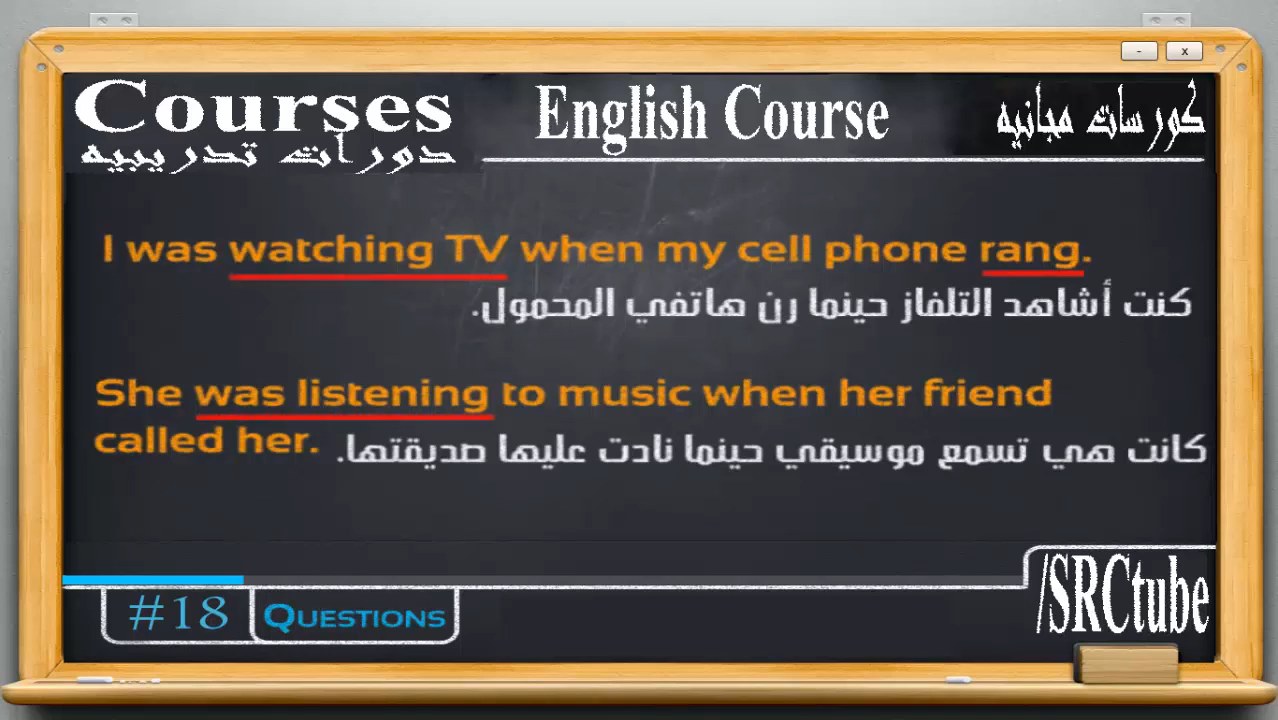 - x
Courses
English Course
كورسات مجانيه
دورات تدريبيه
I was watching TV when my cell phone rang.
كنت أشاهد التلفاز حينما رن هاتفي المحمول.
She was listening to music when her friend
called her.
كانت هي تسمع موسيقي حينما نادت عليها صديقتها.
#18
Questions
/SRCtube